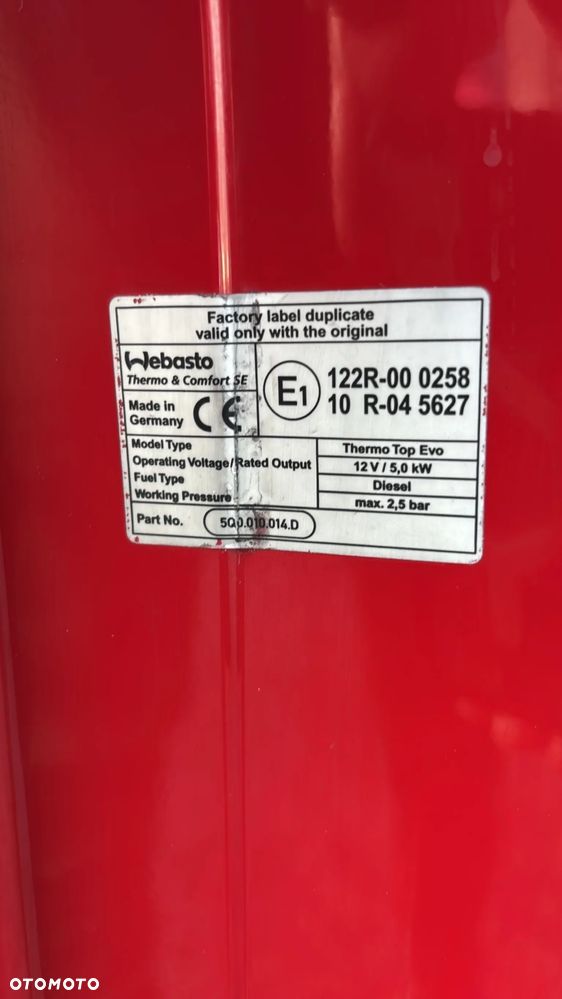 Factory label duplicate
valid only with the original
Webasto
Thermo & Comfort SE
E1
122R-00 0258
10 R-04 5627
Made in
Germany
CE
Model Type
Thermo Top Evo
Operating Voltage/Rated Output
12 V / 5,0 kW
Fuel Type
Diesel
Working Pressure
max. 2,5 bar
Part No.
5Q0.010.014.D
OTOMOTO